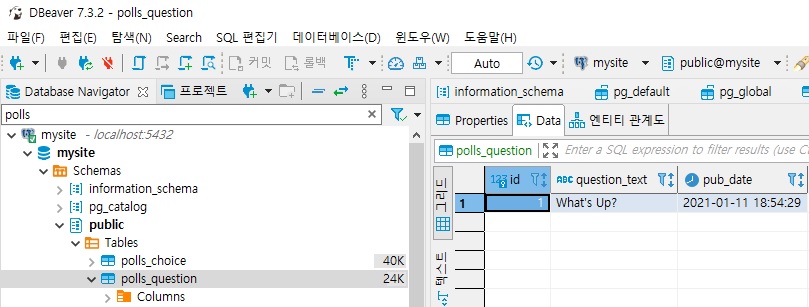 DBeaver 7.3.2 - polls_question
파일(F) 편집(E) 탐색(N) Search SQL 편집기 데이터베이스(D) 윈도우(W) 도움말(H)
커밋 롤백 Auto mysite public@mysite
Database Navigator 프로젝트
polls
mysite - localhost:5432
mysite
Schemas
information_schema
pg_catalog
public
Tables
polls_choice 40K
polls_question 24K
Columns
information_schema pg_default pg_global
Properties Data 엔티티 관계도
polls_question Enter a SQL expression to filter results (use C
그리드
텍스트
123 id ABC question_text pub_date
1 1 What's Up? 2021-01-11 18:54:29